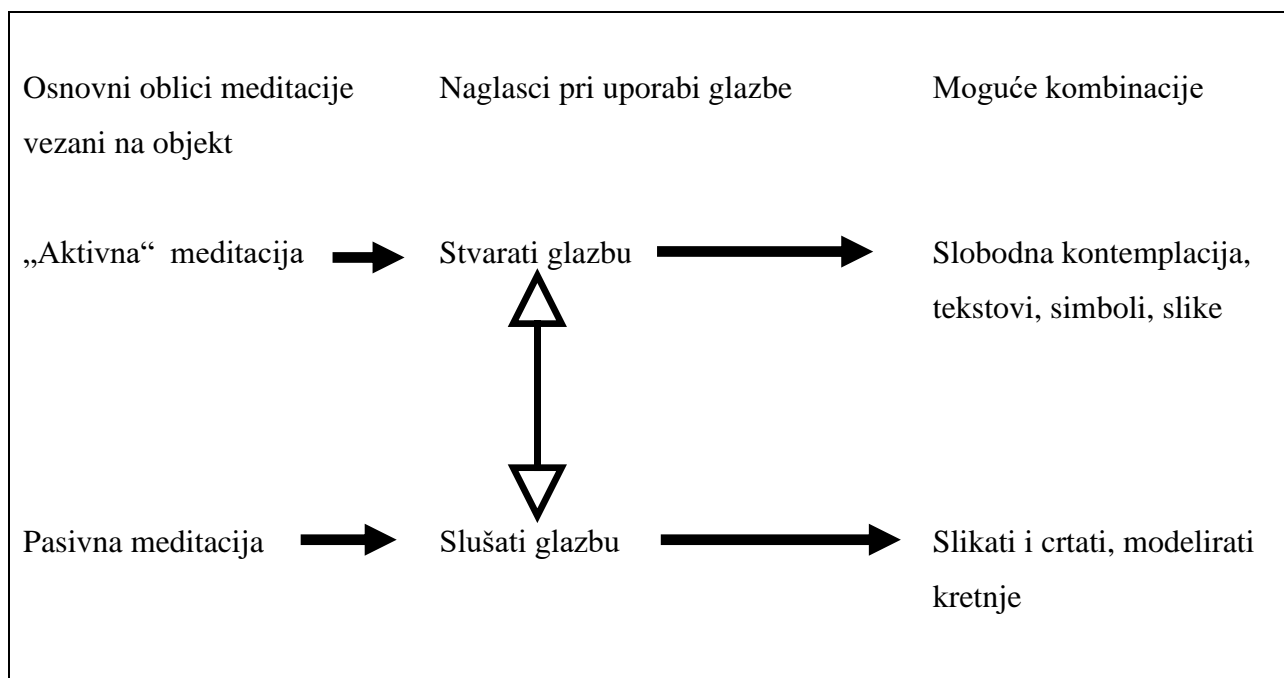 Osnovni oblici meditacije
vezani na objekt
Naglasci pri uporabi glazbe
Moguće kombinacije
„Aktivna“ meditacija
Stvarati glazbu
Slobodna kontemplacija,
tekstovi, simboli, slike
Pasivna meditacija
Slušati glazbu
Slikati i crtati, modelirati
kretnje